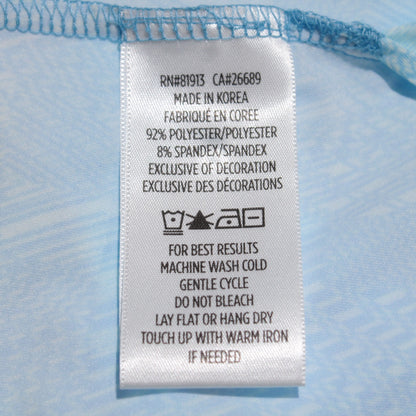 RN#81913 CA#26689
MADE IN KOREA
FABRIQUÉ EN COREE
92% POLYESTER/POLYESTER
8% SPANDEX/SPANDEX
EXCLUSIVE OF DECORATION
EXCLUSIVE DES DÉCORATIONS
FOR BEST RESULTS
MACHINE WASH COLD
GENTLE CYCLE
DO NOT BLEACH
LAY FLAT OR HANG DRY
TOUCH UP WITH WARM IRON
IF NEEDED